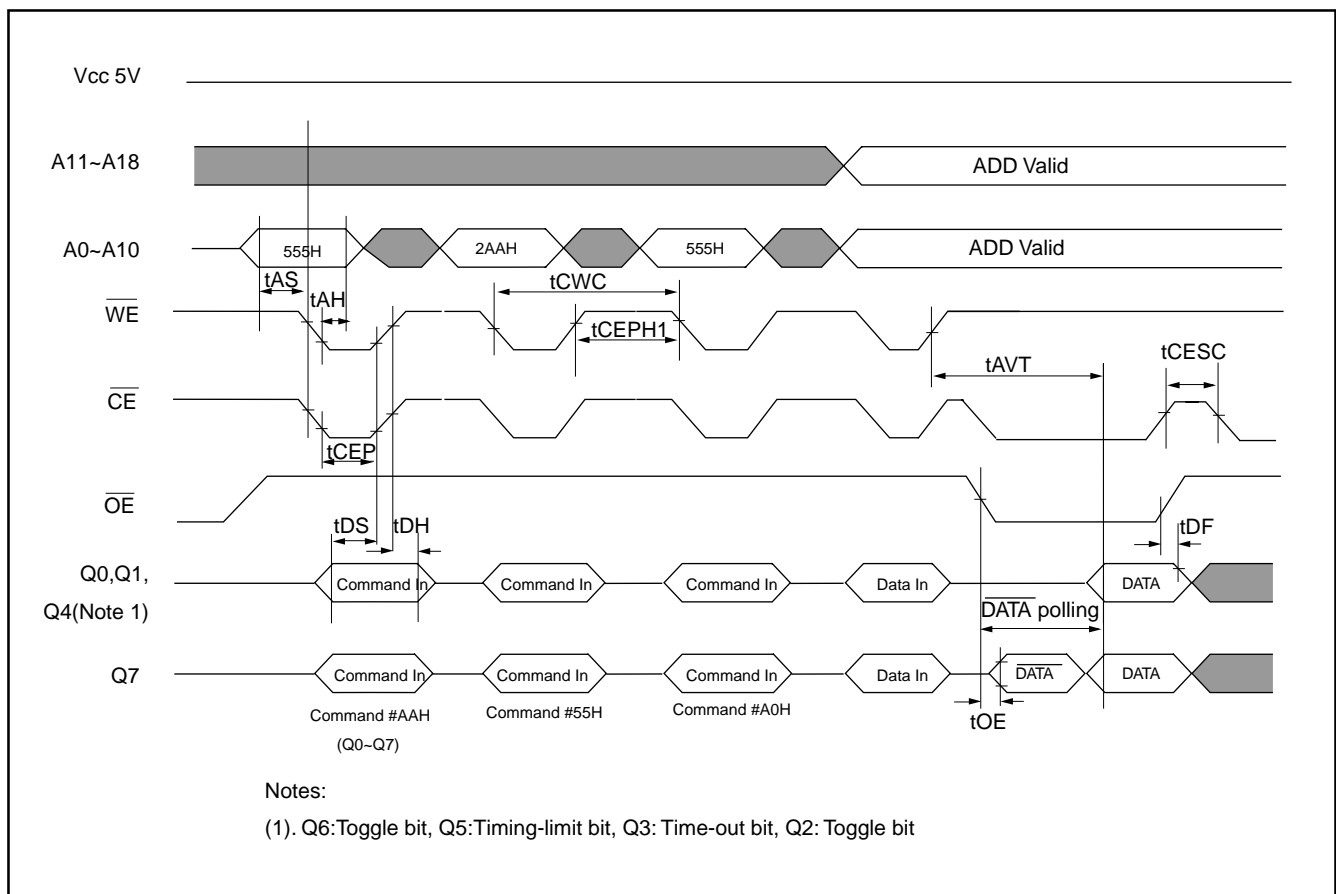 Vcc 5V
A11~A18
ADD Valid
A0~A10
555H
2AAH
555H
ADD Valid
tAS
tAH
tCWC
WE
tCEPH1
tAVT
tCESC
CE
tCEP
OE
tDS
tDH
tDF
Q0,Q1,
Q4(Note 1)
Command In
Command In
Command In
Data In
DATA
DATA polling
Q7
Command In
Command In
Command In
Data In
DATA
DATA
tOE
Command #AAH
Command #55H
Command #A0H
(Q0~Q7)
Notes:
(1). Q6:Toggle bit, Q5:Timing-limit bit, Q3: Time-out bit, Q2: Toggle bit